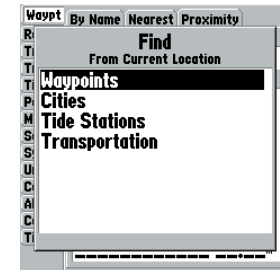 Waypt By Name Nearest Proximity
Find
From Current Location
Waypoints
Cities
Tide Stations
Transportation